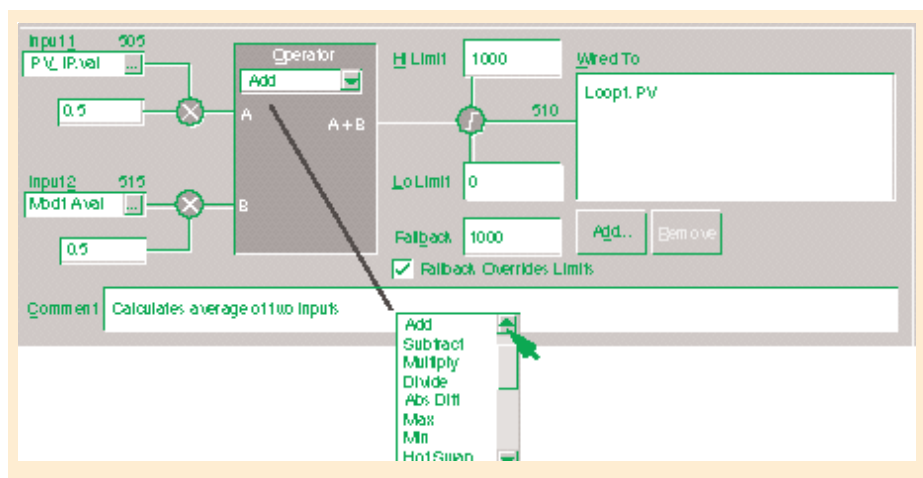 Input1 505
PV_IP.val ...
0.5
Operator
Add
A
A+B
B
Hi Limit 1000
510
Wired To
Loop1.PV
Input2 515
Mod1 A.val ...
0.5
Lo Limit 0
Fallback 1000
Add.. Remove
Fallback Overrides Limits
Comment Calculates average of two inputs
Add
Subtract
Multiply
Divide
Abs Diff
Max
Min
HotSwap